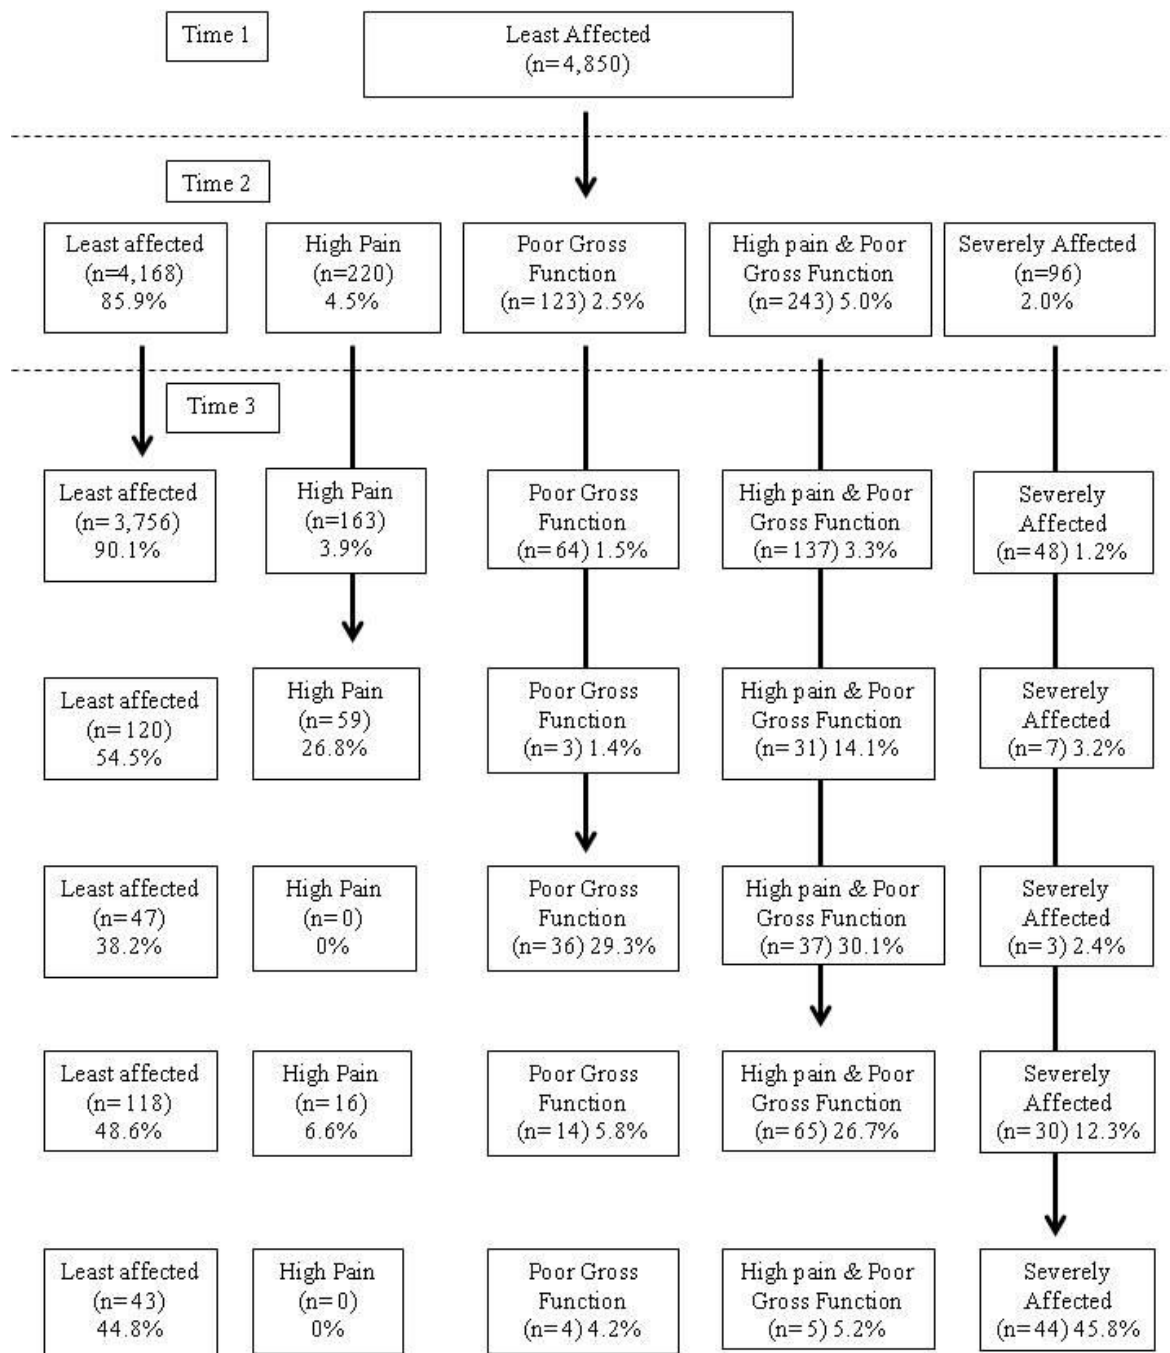 Time 1
Least Affected
(n=4,850)
Time 2
Least affected
(n=4,168)
85.9%
High Pain
(n=220)
4.5%
Poor Gross
Function
(n=123) 2.5%
High pain & Poor
Gross Function
(n=243) 5.0%
Severely Affected
(n=96)
2.0%
Time 3
Least affected
(n=3,756)
90.1%
High Pain
(n=163)
3.9%
Poor Gross
Function
(n=64) 1.5%
High pain & Poor
Gross Function
(n=137) 3.3%
Severely
Affected
(n=48) 1.2%
Least affected
(n=120)
54.5%
High Pain
(n=59)
26.8%
Poor Gross
Function
(n=3) 1.4%
High pain & Poor
Gross Function
(n=31) 14.1%
Severely
Affected
(n=7) 3.2%
Least affected
(n=47)
38.2%
High Pain
(n=0)
0%
Poor Gross
Function
(n=36) 29.3%
High pain & Poor
Gross Function
(n=37) 30.1%
Severely
Affected
(n=3) 2.4%
Least affected
(n=118)
48.6%
High Pain
(n=16)
6.6%
Poor Gross
Function
(n=14) 5.8%
High pain & Poor
Gross Function
(n=65) 26.7%
Severely
Affected
(n=30) 12.3%
Least affected
(n=43)
44.8%
High Pain
(n=0)
0%
Poor Gross
Function
(n=4) 4.2%
High pain & Poor
Gross Function
(n=5) 5.2%
Severely
Affected
(n=44) 45.8%